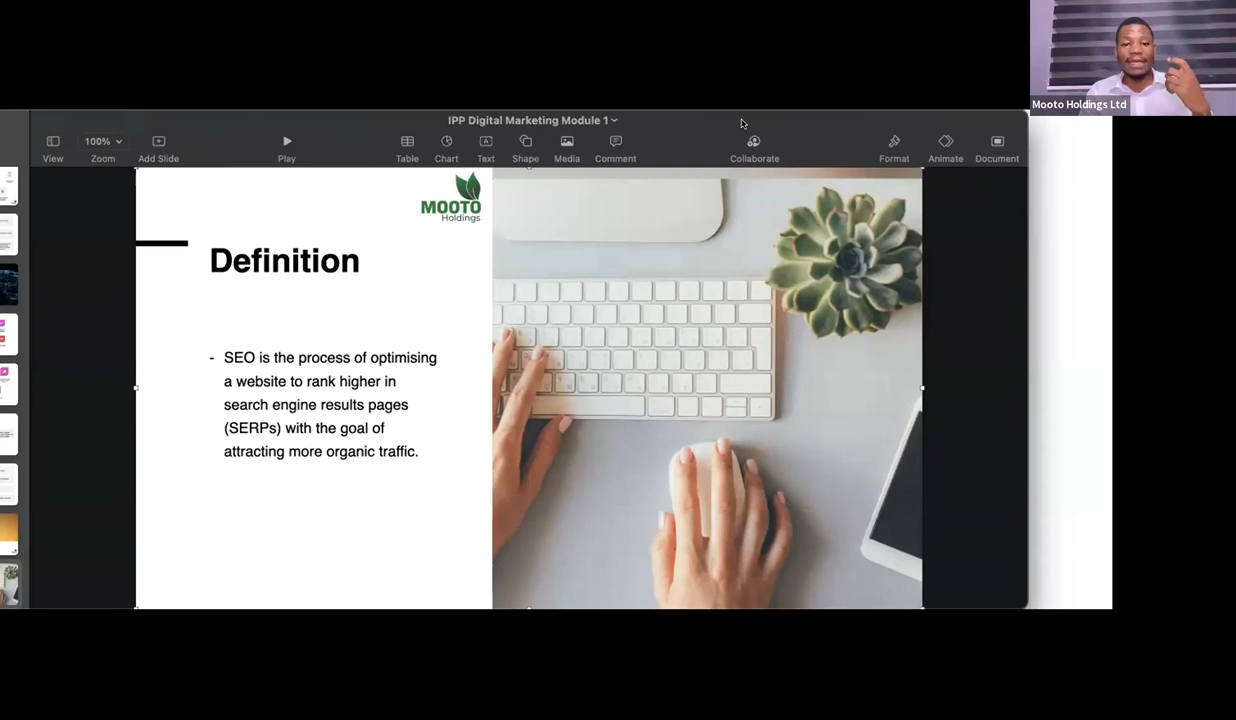 Mooto Holdings Ltd
IPP Digital Marketing Module 1
100%
View
Zoom
Add Slide
Play
Table
Chart
Text
Shape
Media
Comment
Collaborate
Format
Animate
Document
MOOTO
Holdings
Definition
- SEO is the process of optimising
a website to rank higher in
search engine results pages
(SERPs) with the goal of
attracting more organic traffic.